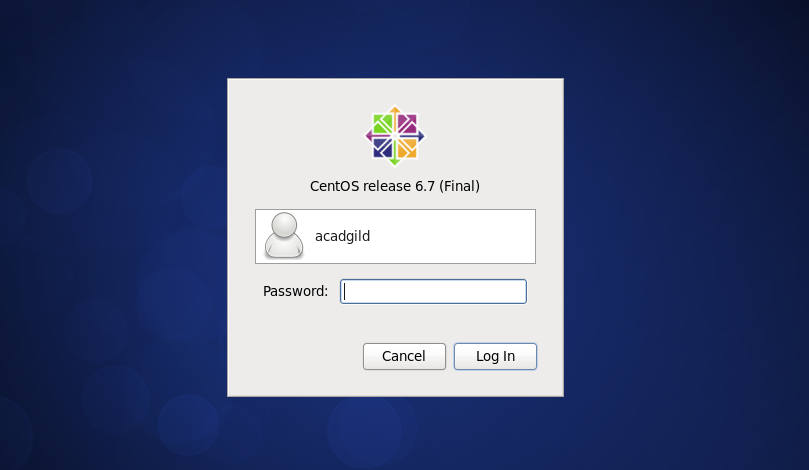 CentOS release 6.7 (Final)
acadgild
Password:
Cancel Log In